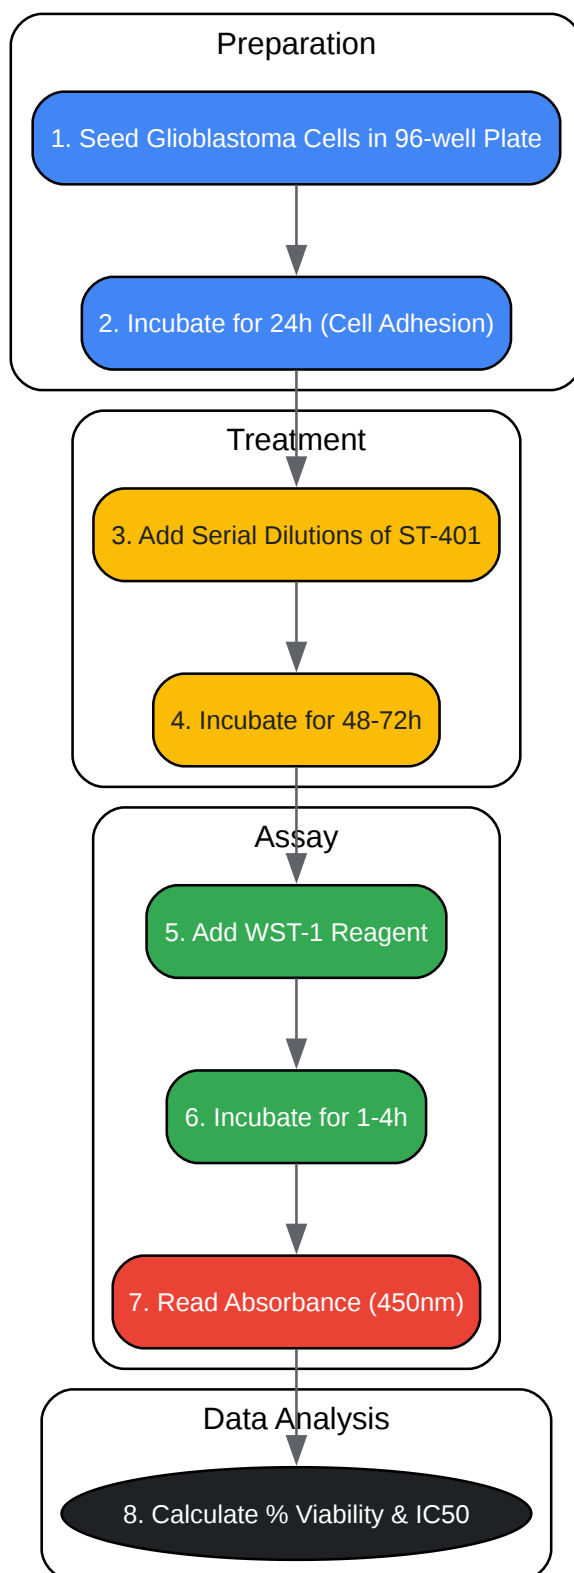 Preparation
1. Seed Glioblastoma Cells in 96-well Plate
2. Incubate for 24h (Cell Adhesion)
Treatment
3. Add Serial Dilutions of ST-401
4. Incubate for 48-72h
Assay
5. Add WST-1 Reagent
6. Incubate for 1-4h
7. Read Absorbance (450nm)
Data Analysis
8. Calculate % Viability & IC50